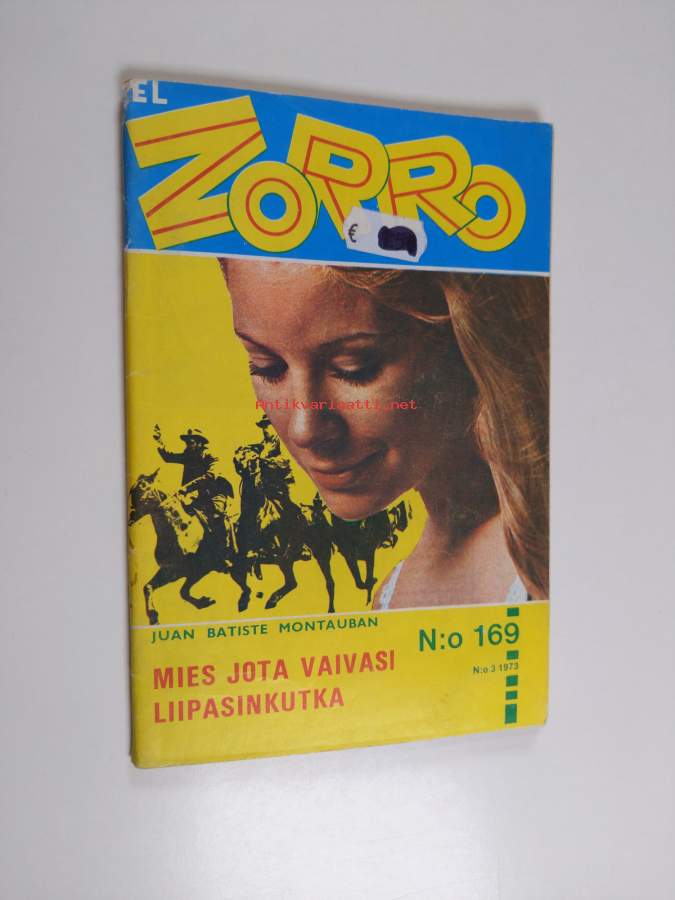 EL
ZORRO
€
Antikvariaatti.net
JUAN BATISTE MONTAUBAN
N:o 169
MIES JOTA VAIVASI
N:o 3 1973
LIIPASINKUTKA